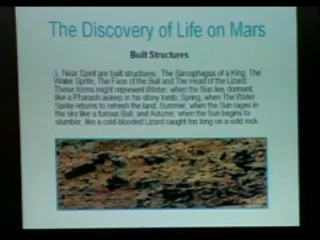 The Discovery of Life on Mars
Built Structures
Near Spirit are built structures: The Sarcophagus of a King, The
Water Sprite, The Face of the Bull and The Head of the Lizard.
These forms might represent Winter, when the Sun lies dormant,
like a Pharaoh asleep in his stony tomb, Spring, when The Water
Sprite returns to refresh the land, Summer, when the Sun rages in
the sky like a furious Bull, and Autumn, when the Sun begins to
slumber, like a cold-blooded Lizard caught too long on a cold rock.